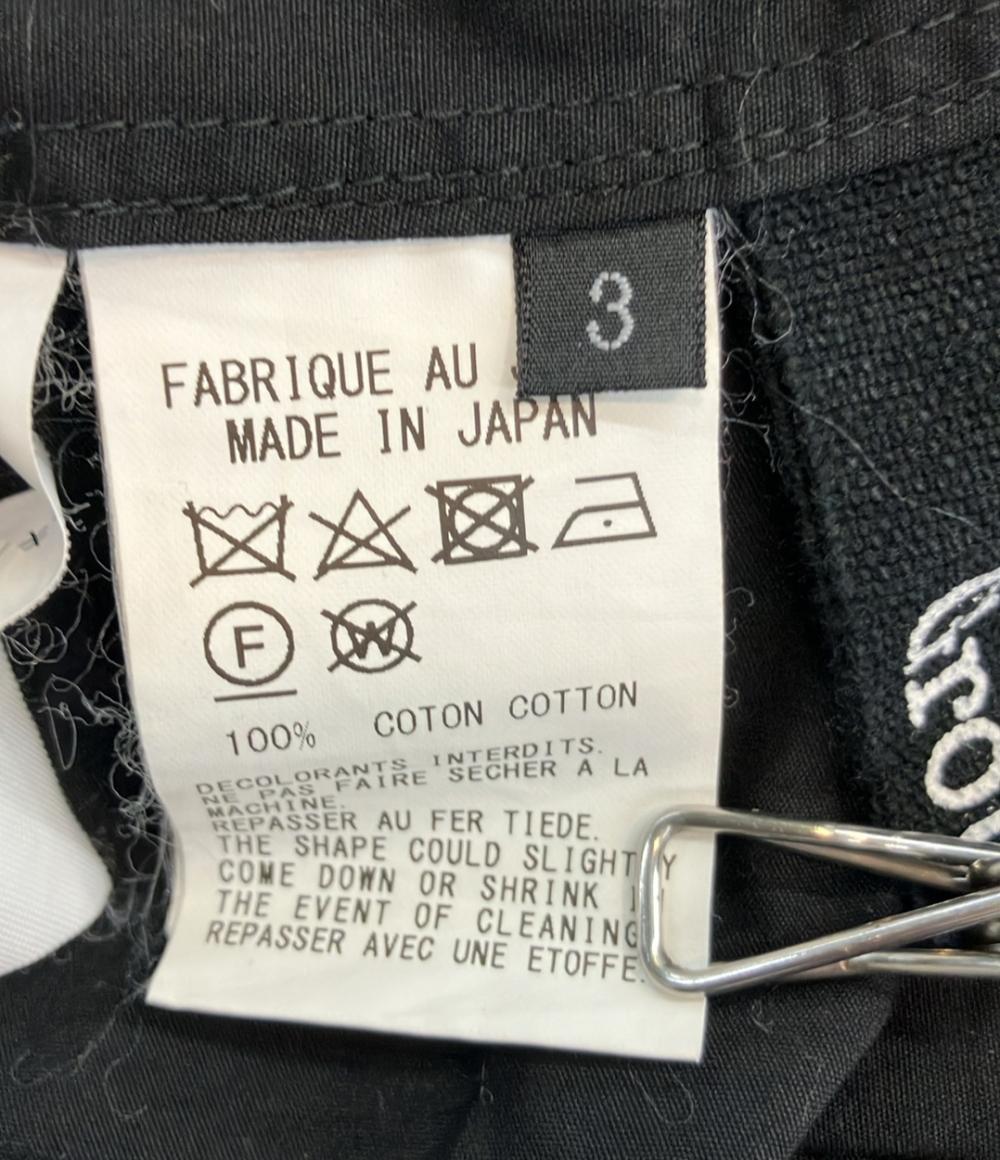 3
FABRIQUE AU
MADE IN JAPAN
F
W
100% COTON COTTON
DECOLORANTS INTERDITS.
NE PAS FAIRE SECHER A LA
MACHINE.
REPASSER AU FER TIEDE.
THE SHAPE COULD SLIGHTLY
COME DOWN OR SHRINK
THE EVENT OF CLEANING
REPASSER AVEC UNE ETOFFE.